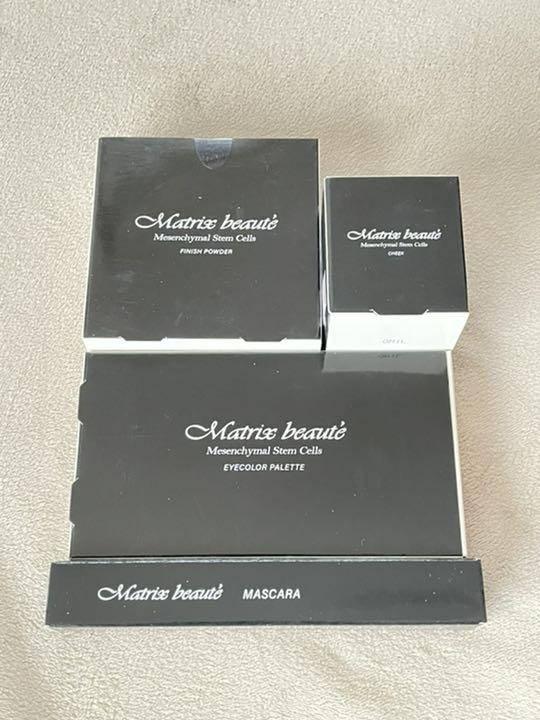 Matrix beauté
Mesenchymal Stem Cells
FINISH POWDER
Matrix beauté
Mesenchymal Stem Cells
CHEEK
Matrix beauté
Mesenchymal Stem Cells
EYECOLOR PALETTE
Matrix beauté MASCARA